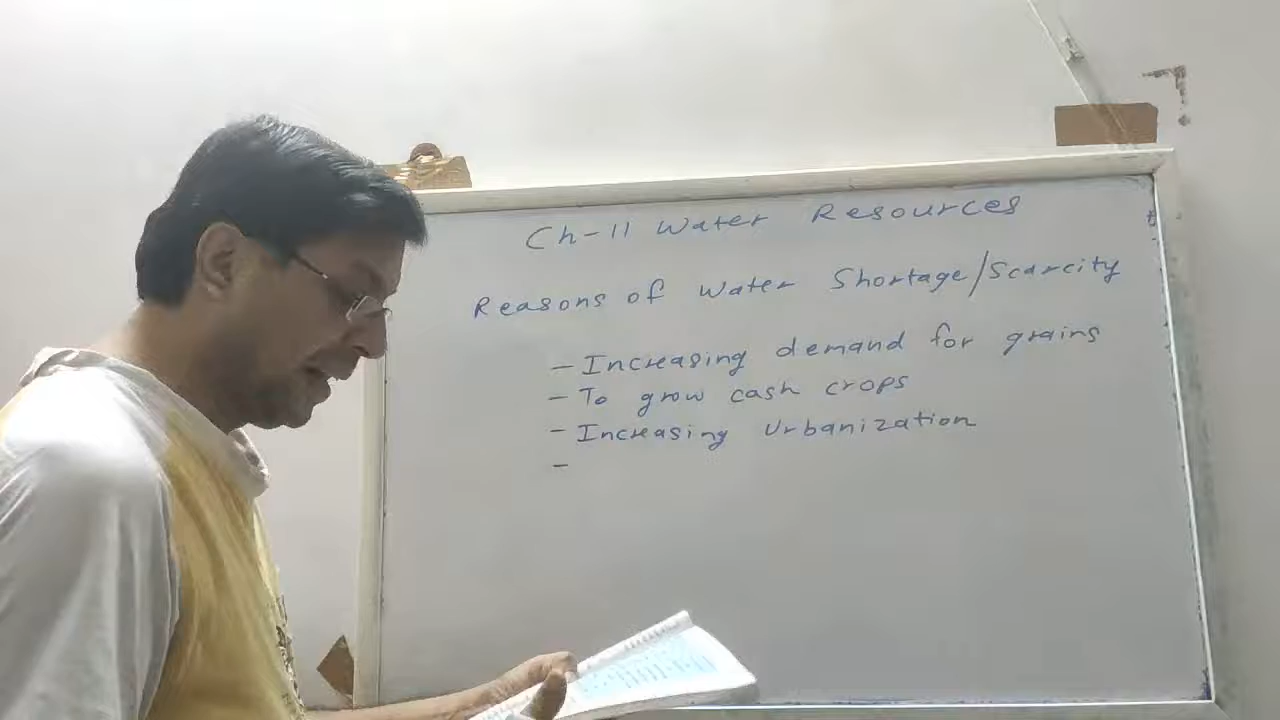 Ch-11 Water Resources
Reasons of Water Shortage/Scarcity
- Increasing demand for grains
- To grow cash crops
- Increasing Urbanization
-